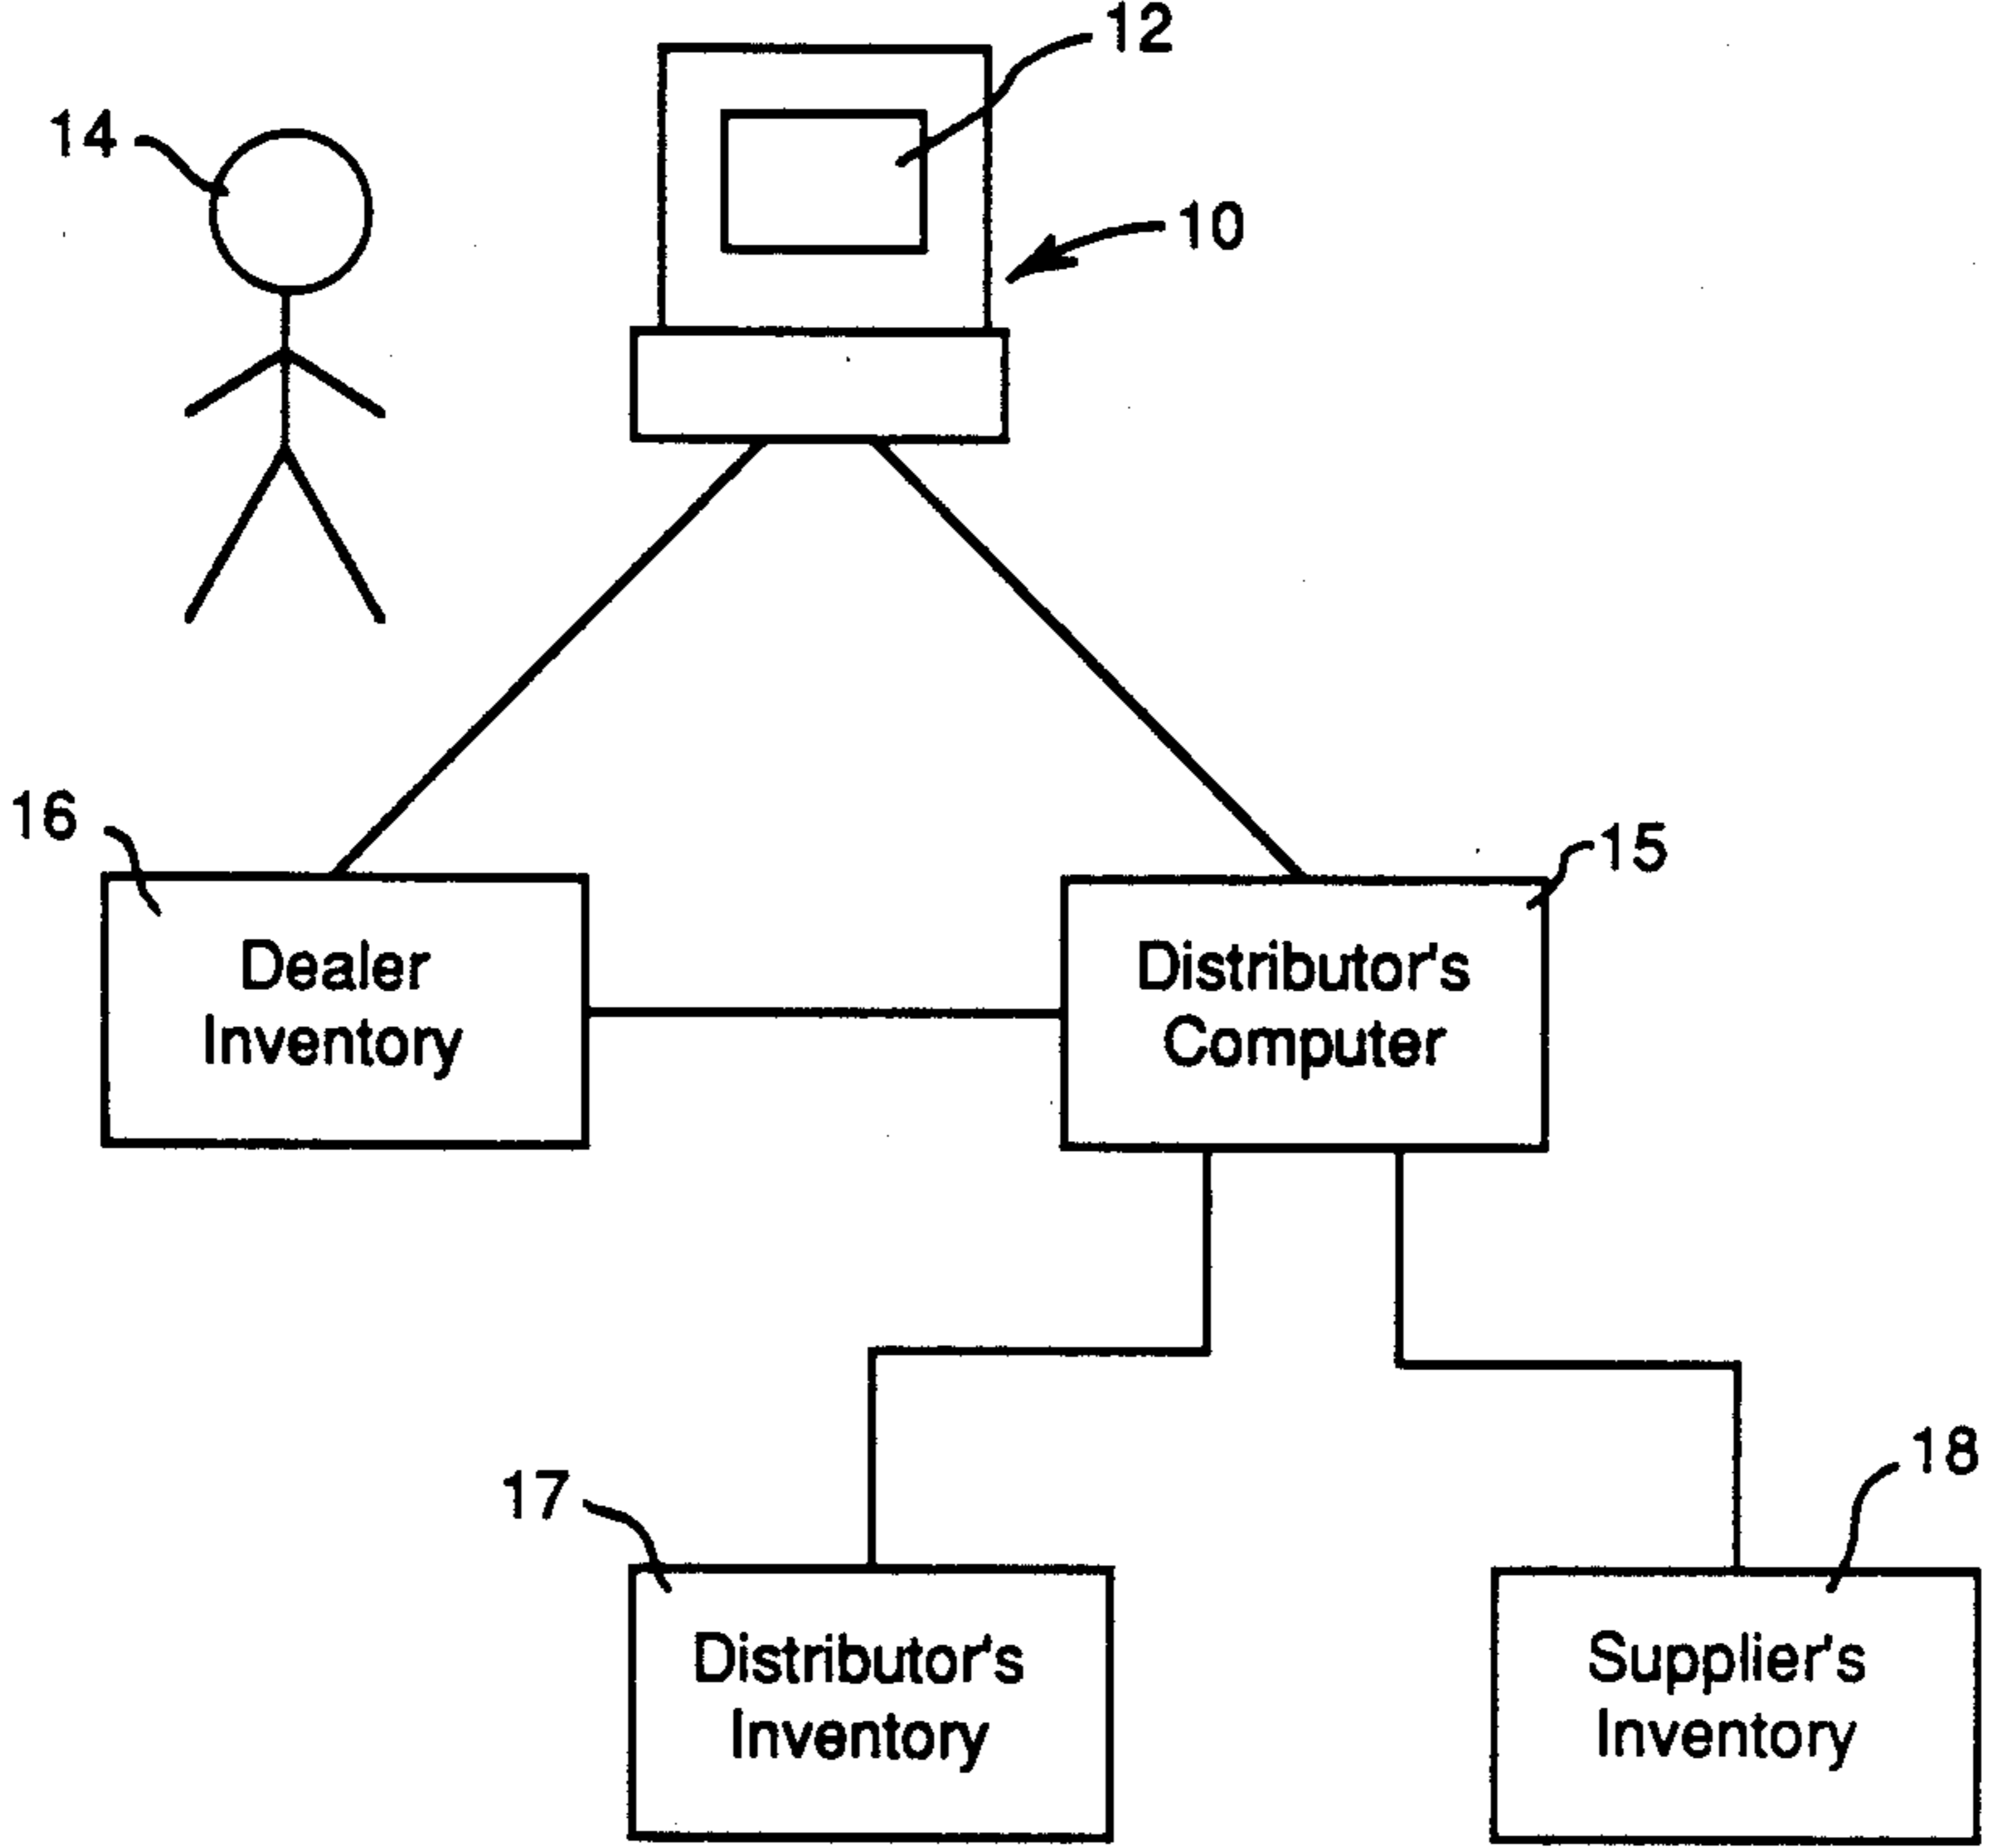 12
14
10
16
15
Dealer
Inventory
Distributor's
Computer
17
18
Distributor's
Inventory
Supplier's
Inventory